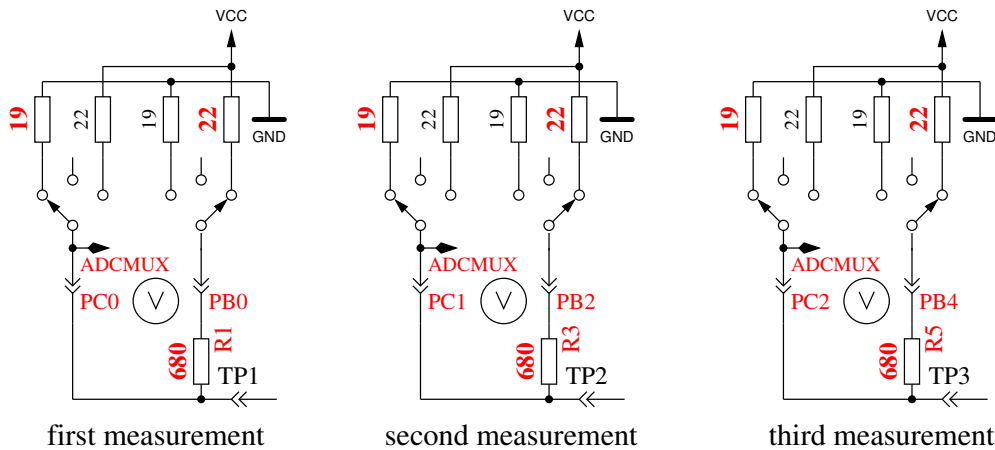 VCC
VCC
VCC
19
22
19
22
GND
19
22
19
22
GND
19
22
19
22
GND
ADCMUX
ADCMUX
ADCMUX
PC0
V
PB0
PC1
V
PB2
PC2
V
PB4
680
R1
TP1
680
R3
TP2
680
R5
TP3
first measurement
second measurement
third measurement